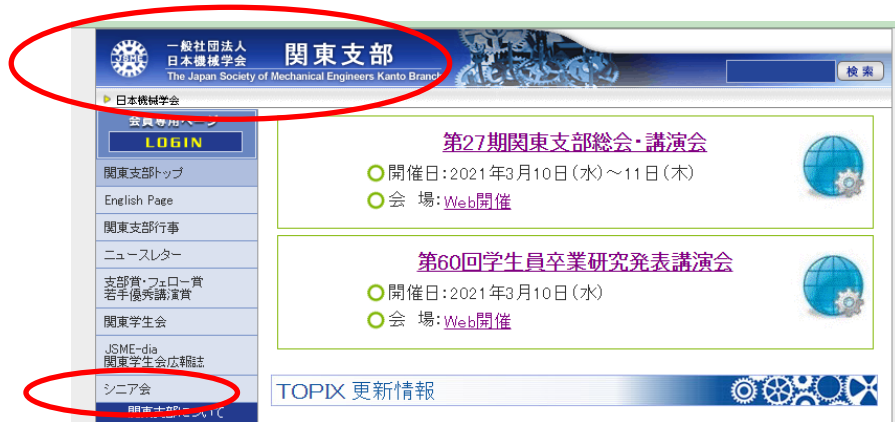 一般社団法人
日本機械学会
関東支部
The Japan Society of Mechanical Engineers Kanto Branch
検索
日本機械学会
会員専用ページ
LOGIN
関東支部トップ
English Page
関東支部行事
ニュースレター
支部賞・フェロー賞
若手優秀講演賞
関東学生会
JSME-dia
関東学生会広報誌
シニア会
関東支部について
第27期関東支部総会・講演会
開催日:2021年3月10日(水)～11日(木)
会 場:Web開催
第60回学生員卒業研究発表講演会
開催日:2021年3月10日(水)
会 場:Web開催
TOPIX 更新情報